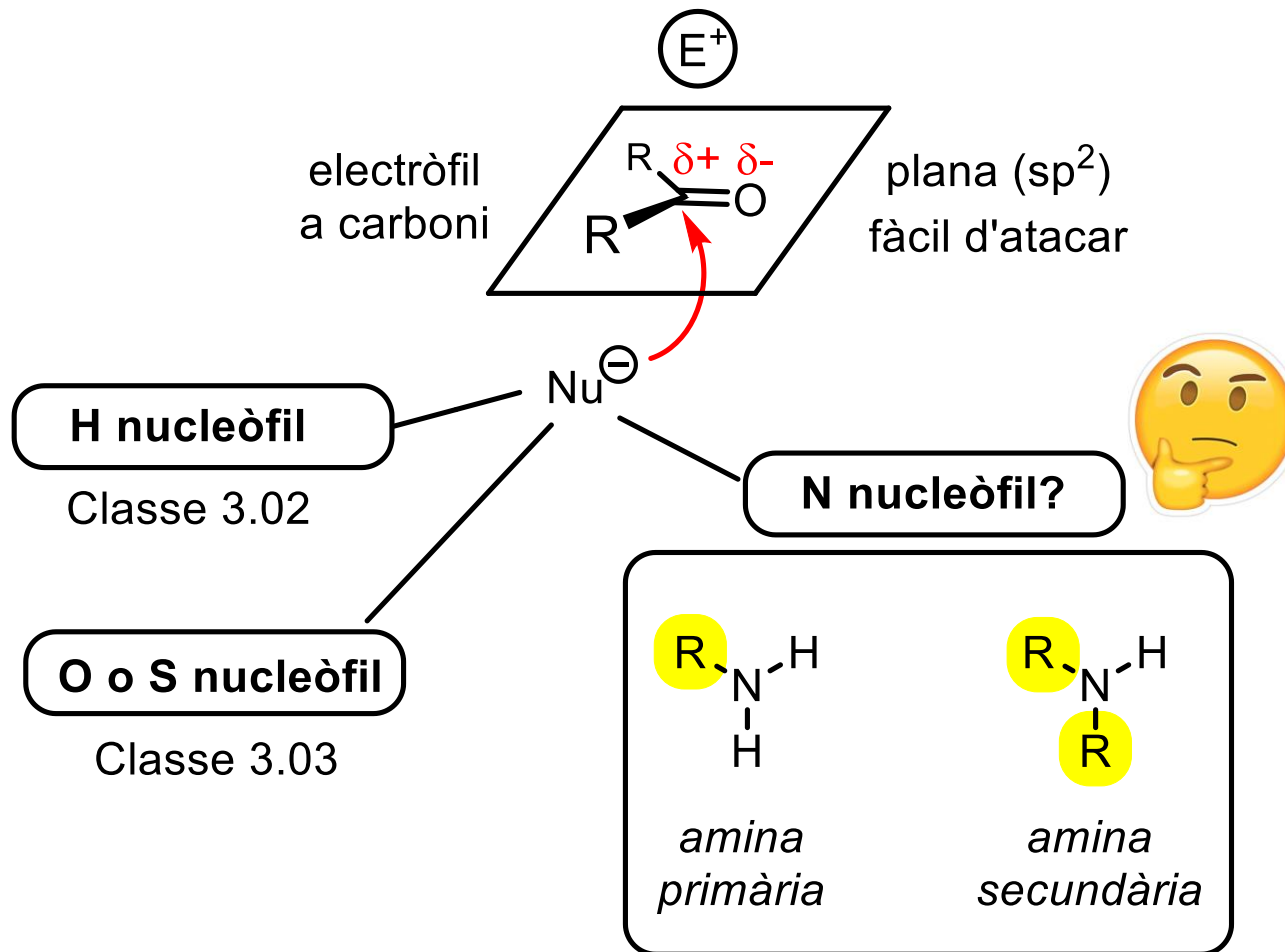 E⁺
electròfil
a carboni
R δ+ δ-
R O
plana (sp²)
fàcil d'atacar
Nu⊖
H nucleòfil
Classe 3.02
N nucleòfil?
O o S nucleòfil
Classe 3.03
R N H
H
amina
primària
R N H
R
amina
secundària